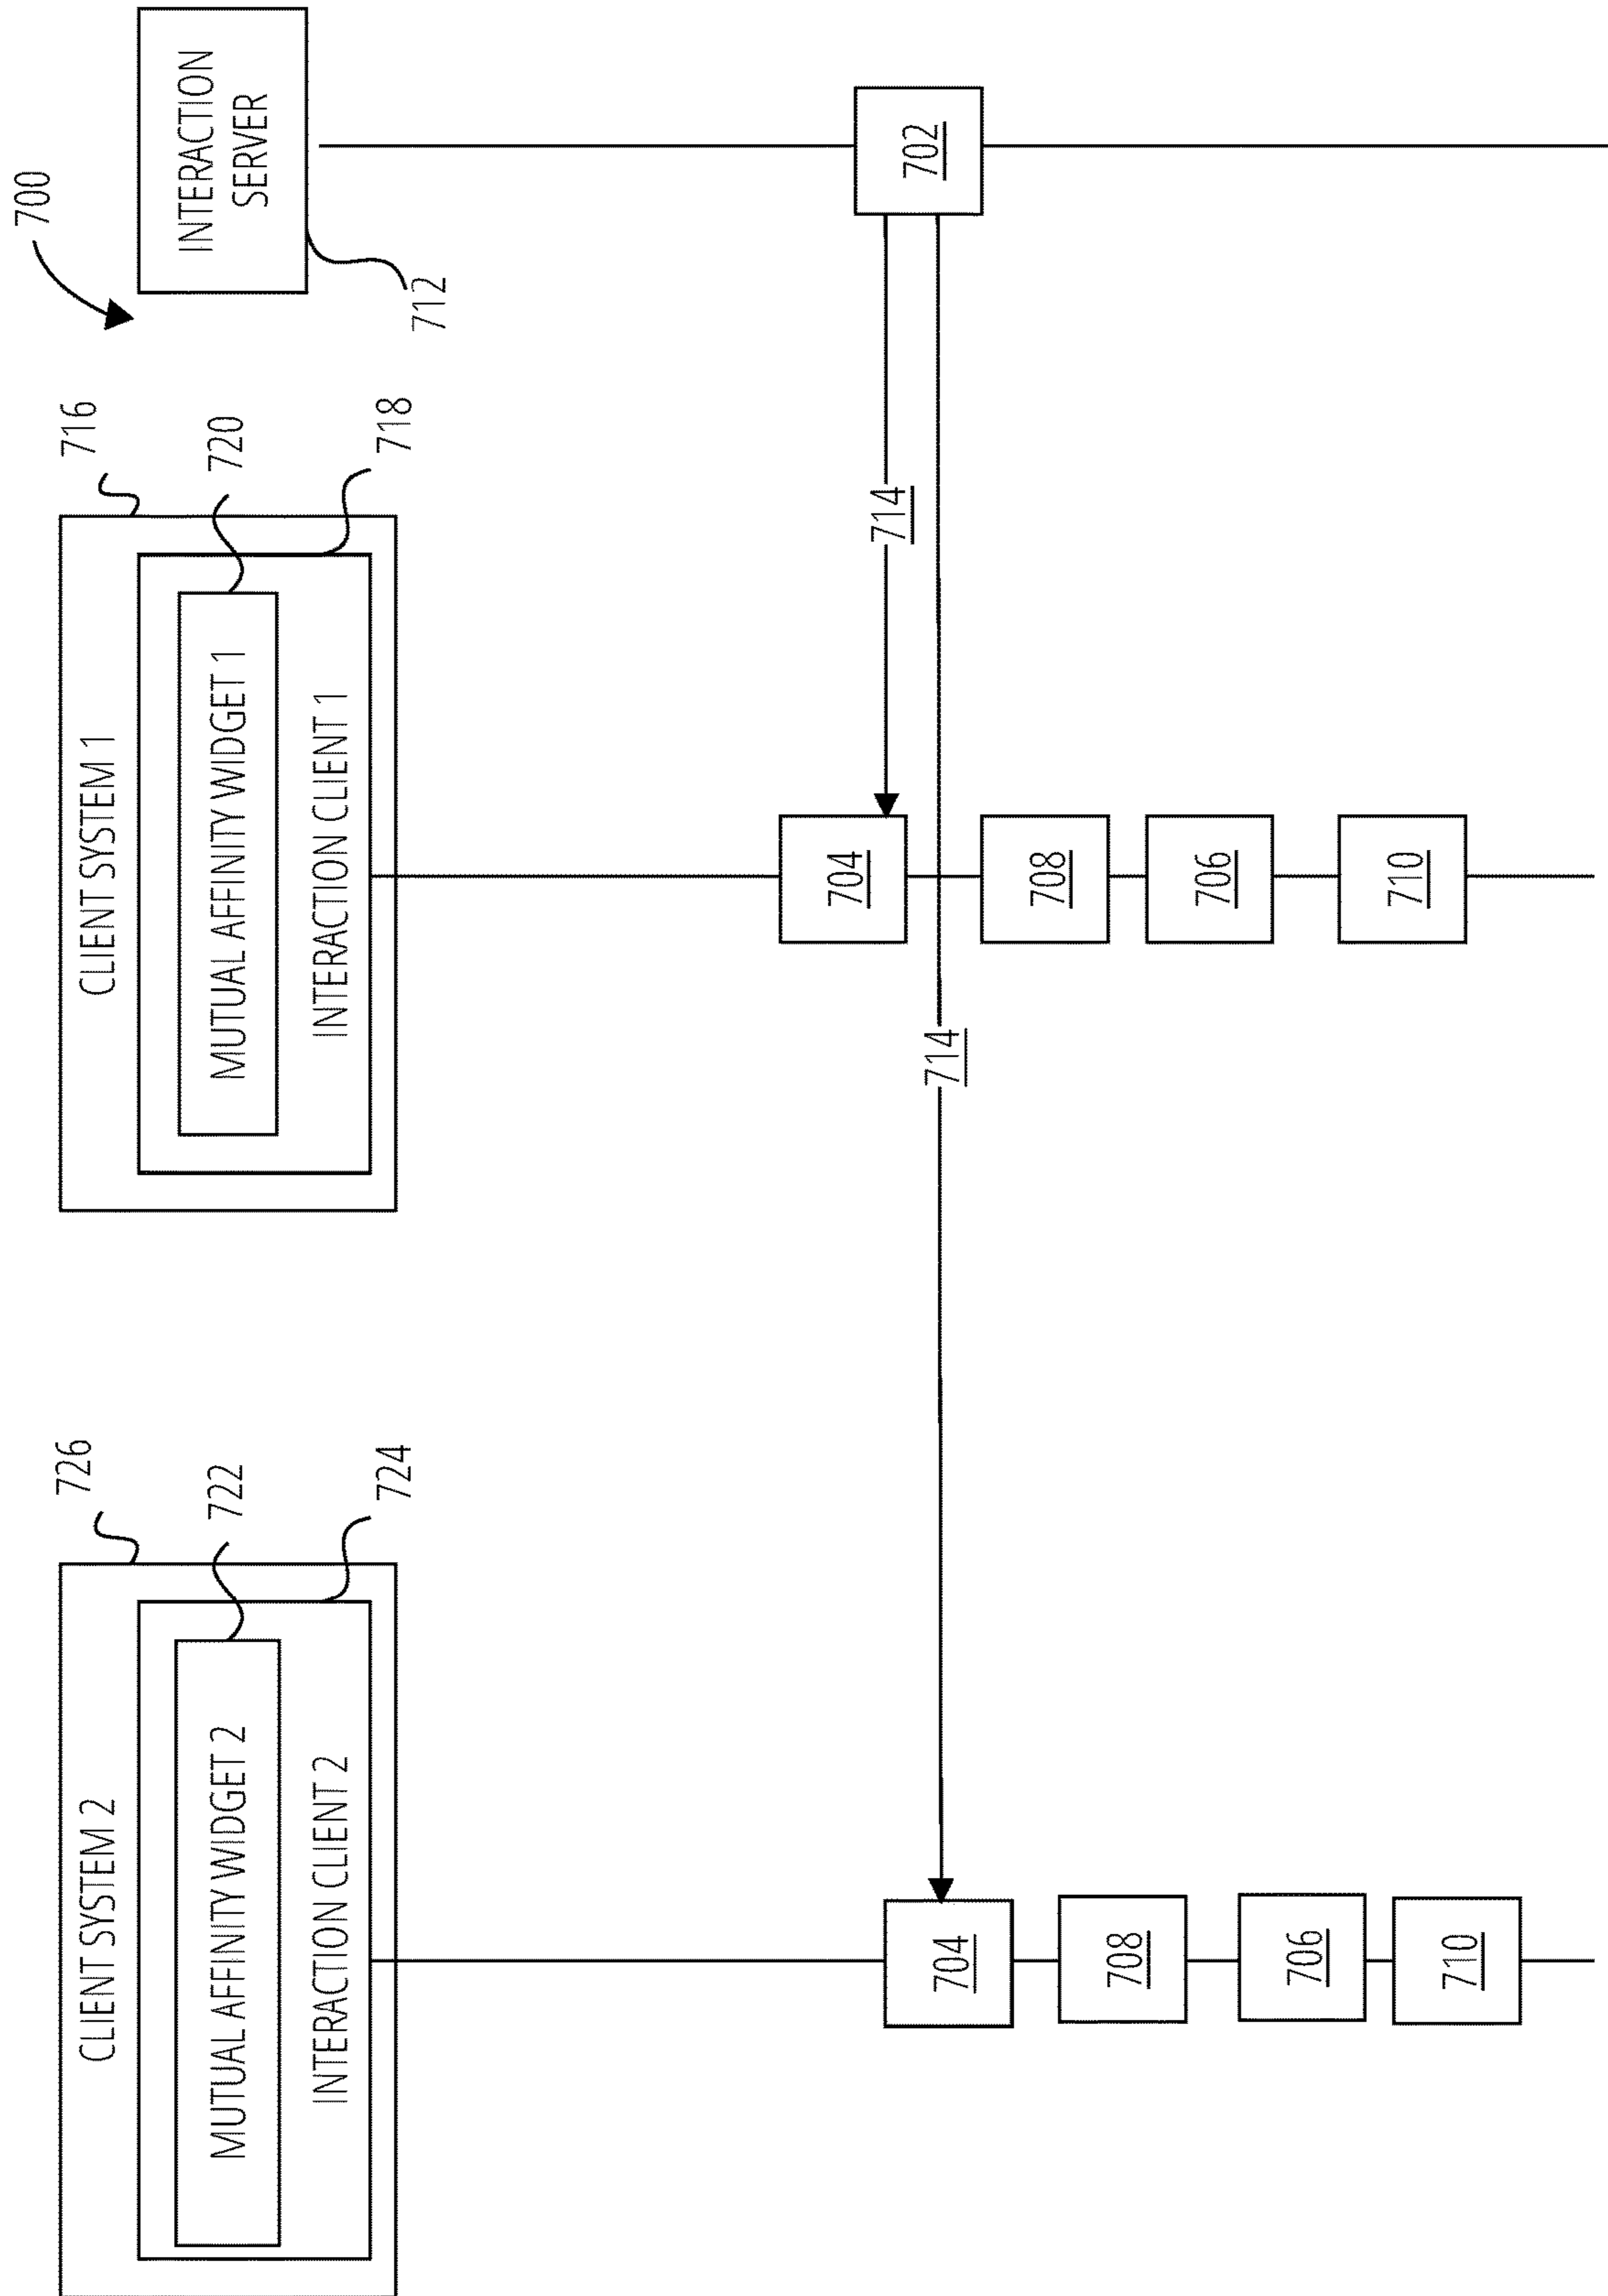 700
726
CLIENT SYSTEM 2
722
MUTUAL AFFINITY WIDGET 2
724
INTERACTION CLIENT 2
716
CLIENT SYSTEM 1
720
MUTUAL AFFINITY WIDGET 1
718
INTERACTION CLIENT 1
INTERACTION
SERVER
712
704
714
702
704
714
708
708
706
706
710
710